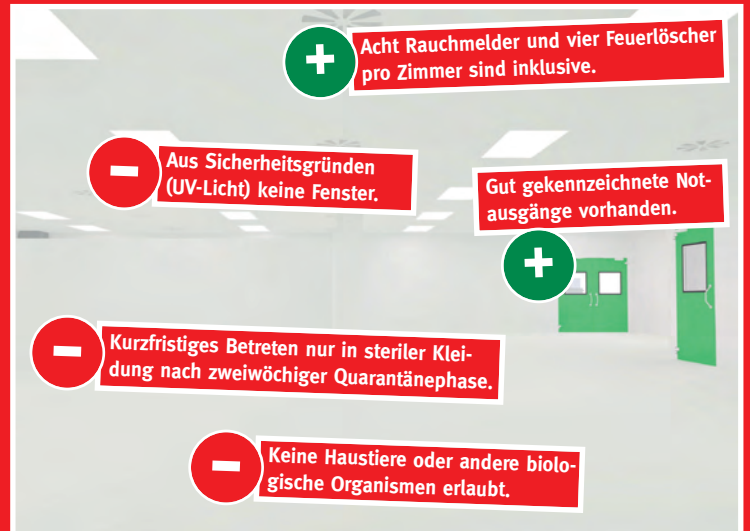 Acht Rauchmelder und vier Feuerlöscher
pro Zimmer sind inklusive.
Aus Sicherheitsgründen
(UV-Licht) keine Fenster.
Gut gekennzeichnete Not-
ausgänge vorhanden.
Kurzfristiges Betreten nur in steriler Klei-
dung nach zweiwöchiger Quarantänephase.
Keine Haustiere oder andere biolo-
gische Organismen erlaubt.